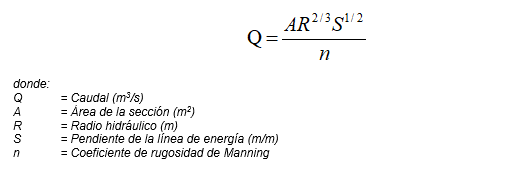 Q = AR^{2/3}S^{1/2} / n
donde:
Q = Caudal (m³/s)
A = Área de la sección (m²)
R = Radio hidráulico (m)
S = Pendiente de la línea de energía (m/m)
n = Coeficiente de rugosidad de Manning